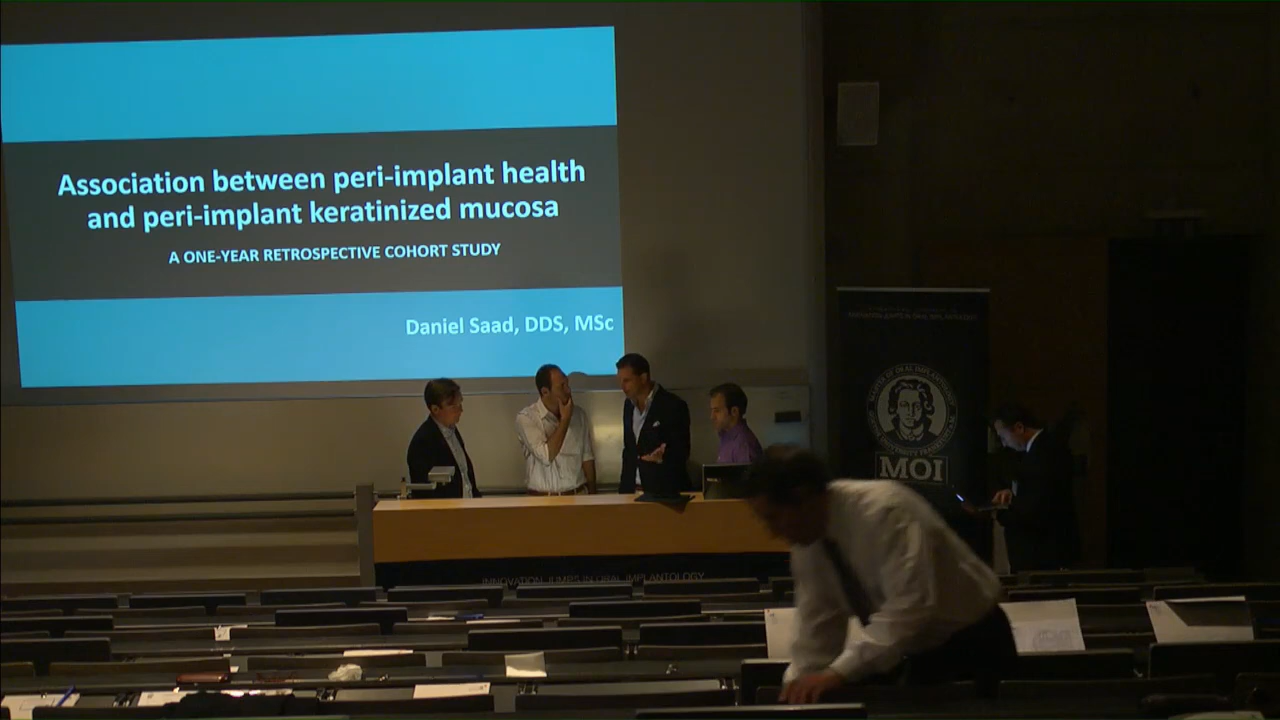 Association between peri-implant health
and peri-implant keratinized mucosa
A ONE-YEAR RETROSPECTIVE COHORT STUDY
Daniel Saad, DDS, MSc
MOI
INNOVATION JUMPS IN ORAL IMPLANTOLOGY